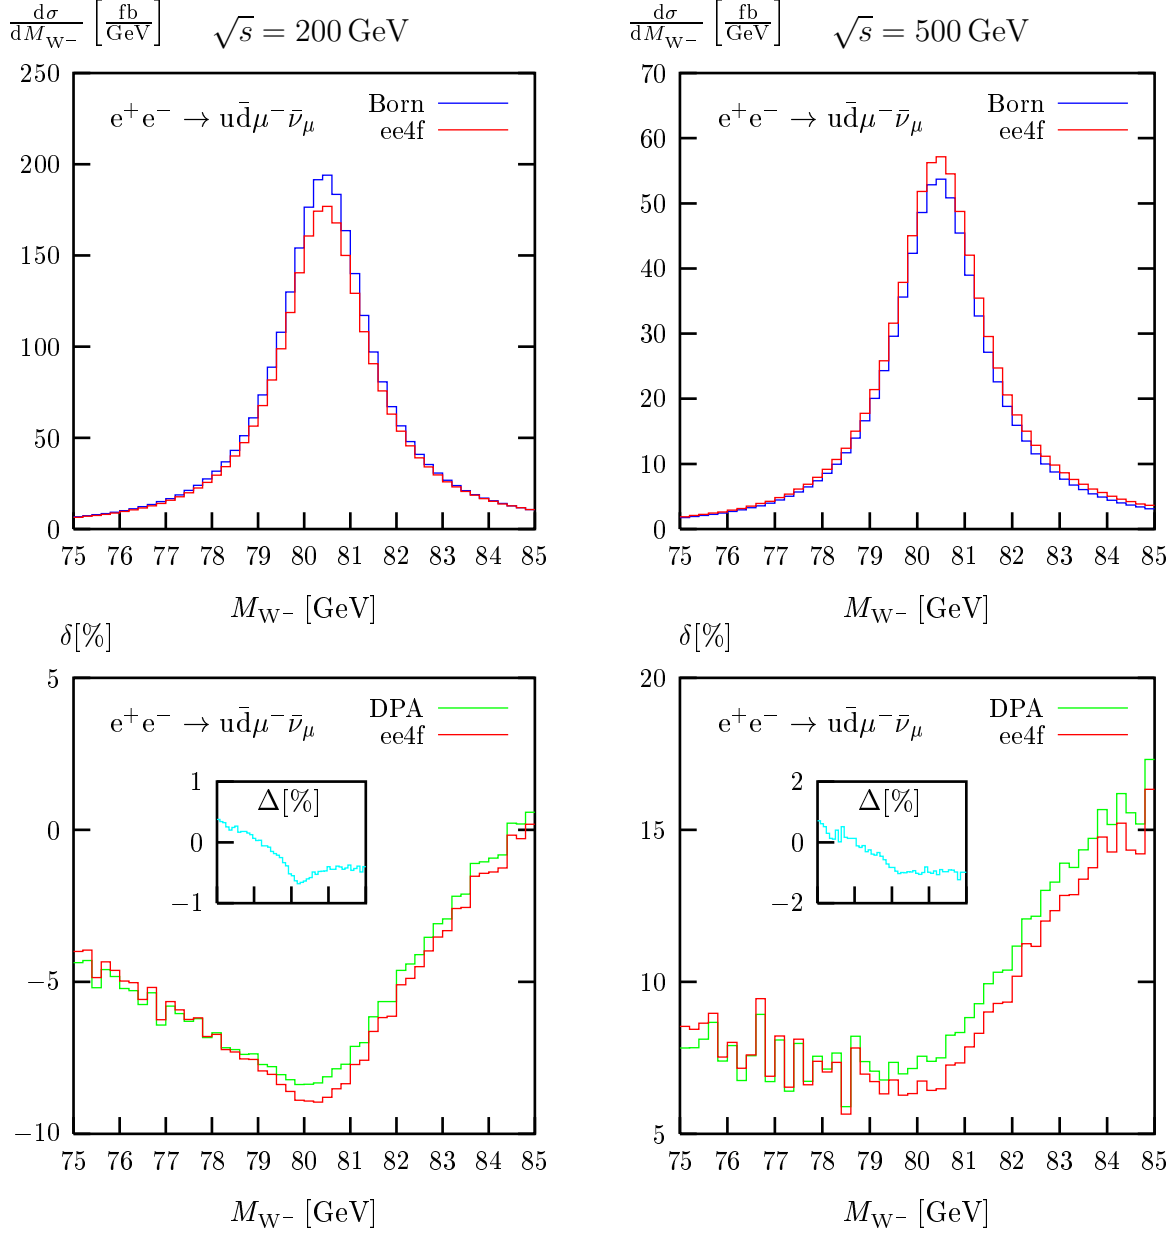 dσ/dM_W⁻ [fb/GeV] √s = 200 GeV
250
200
150
100
50
0
e⁺e⁻ → ud̄μ⁻ν̄_μ
Born
ee4f
75 76 77 78 79 80 81 82 83 84 85
M_W⁻ [GeV]
dσ/dM_W⁻ [fb/GeV] √s = 500 GeV
70
60
50
40
30
20
10
0
e⁺e⁻ → ud̄μ⁻ν̄_μ
Born
ee4f
75 76 77 78 79 80 81 82 83 84 85
M_W⁻ [GeV]
δ[%]
5
0
−5
−10
e⁺e⁻ → ud̄μ⁻ν̄_μ
DPA
ee4f
1
0
−1
Δ[%]
75 76 77 78 79 80 81 82 83 84 85
M_W⁻ [GeV]
δ[%]
20
15
10
5
e⁺e⁻ → ud̄μ⁻ν̄_μ
DPA
ee4f
2
0
−2
Δ[%]
75 76 77 78 79 80 81 82 83 84 85
M_W⁻ [GeV]